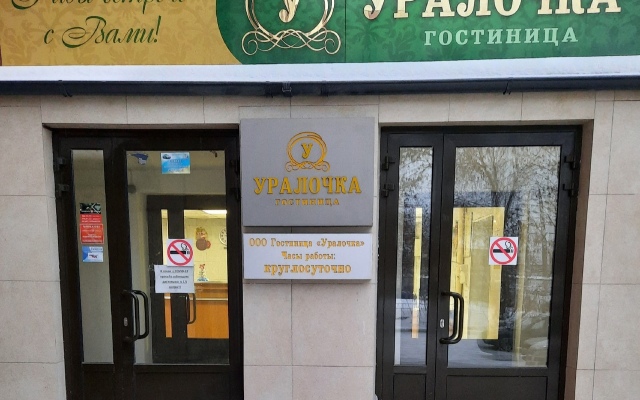 с Вами!
У
УРАЛОЧКА
ГОСТИНИЦА
У
УРАЛОЧКА
ГОСТИНИЦА
ООО Гостиница «Уралочка»
Часы работы:
круглосуточно